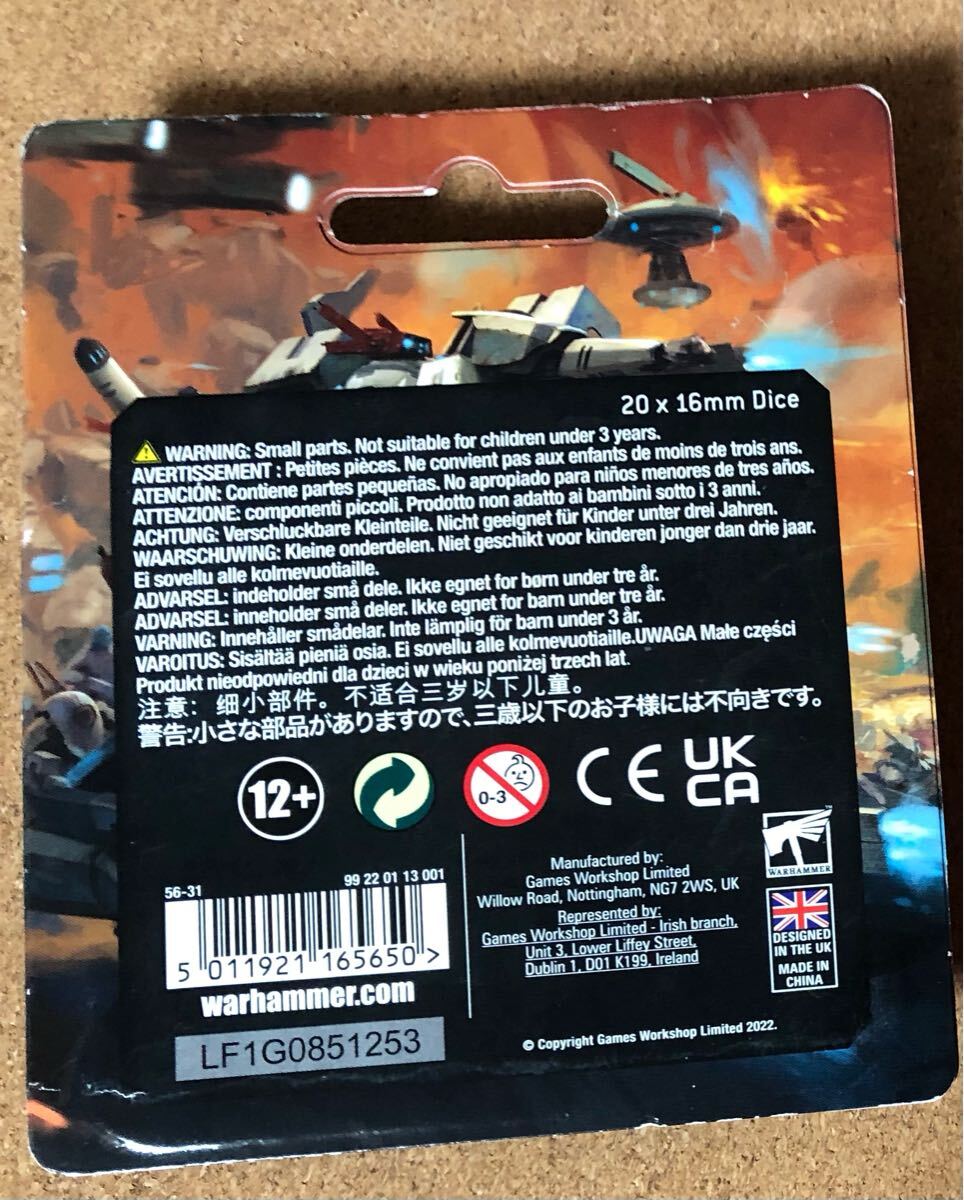 20 x 16mm Dice
WARNING: Small parts. Not suitable for children under 3 years.
AVERTISSEMENT : Petites pièces. Ne convient pas aux enfants de moins de trois ans.
ATENCIÓN: Contiene partes pequeñas. No apropiado para niños menores de tres años.
ATTENZIONE: componenti piccoli. Prodotto non adatto ai bambini sotto i 3 anni.
ACHTUNG: Verschluckbare Kleinteile. Nicht geeignet für Kinder unter drei Jahren.
WAARSCHUWING: Kleine onderdelen. Niet geschikt voor kinderen jonger dan drie jaar.
Ei sovellu alle kolmevuotiaille.
ADVARSEL: indeholder små dele. Ikke egnet for børn under tre år.
ADVARSEL: inneholder små deler. Ikke egnet for barn under tre år.
VARNING: Innehåller smådelar. Inte lämplig för barn under 3 år.
VAROITUS: Sisältää pieniä osia. Ei sovellu alle kolmevuotiaille.UWAGA Małe części
Produkt nieodpowiedni dla dzieci w wieku poniżej trzech lat.
注意： 细小部件。不适合三岁以下儿童。
警告:小さな部品がありますので、三歳以下のお子様には不向きです。
12+
0-3
CE
UK
CA
WARHAMMER™
56-31 99 22 01 13 001
5 011921 165650 >
warhammer.com
LF1G0851253
Manufactured by:
Games Workshop Limited
Willow Road, Nottingham, NG7 2WS, UK
Represented by:
Games Workshop Limited - Irish branch,
Unit 3, Lower Liffey Street,
Dublin 1, D01 K199, Ireland
DESIGNED
IN THE UK
MADE IN
CHINA
© Copyright Games Workshop Limited 2022.